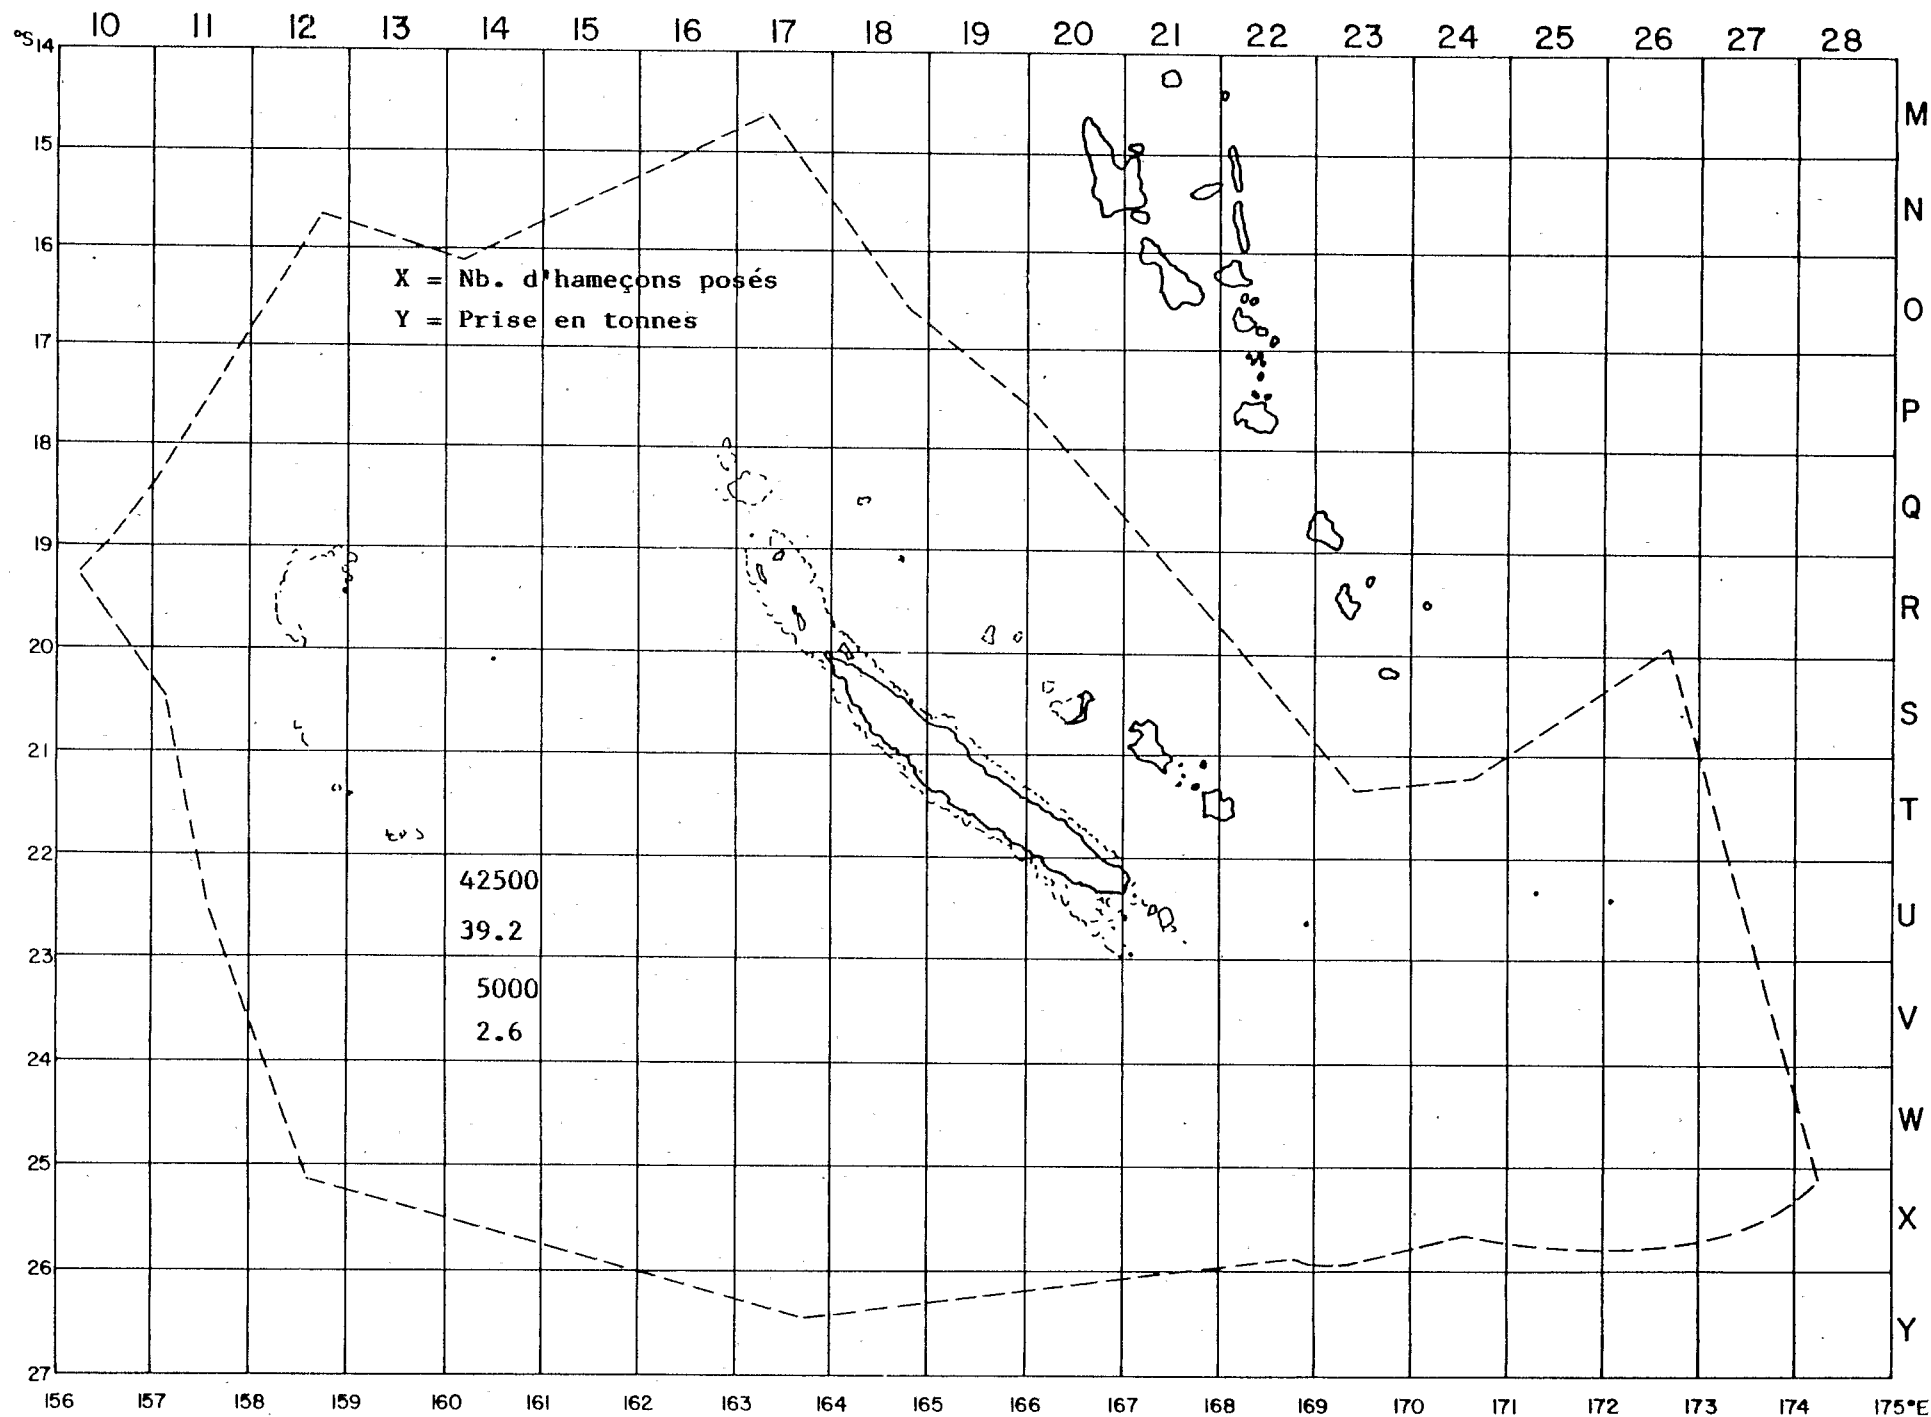 10 11 12 13 14 15 16 17 18 19 20 21 22 23 24 25 26 27 28
°S 14
M
15
N
16
X = Nb. d'hameçons posés
O
Y = Prise en tonnes
17
P
18
Q
19
R
20
S
21
T
22
42500
U
39.2
23
5000
V
2.6
24
W
25
X
26
Y
27
156 157 158 159 160 161 162 163 164 165 166 167 168 169 170 171 172 173 174 175°E